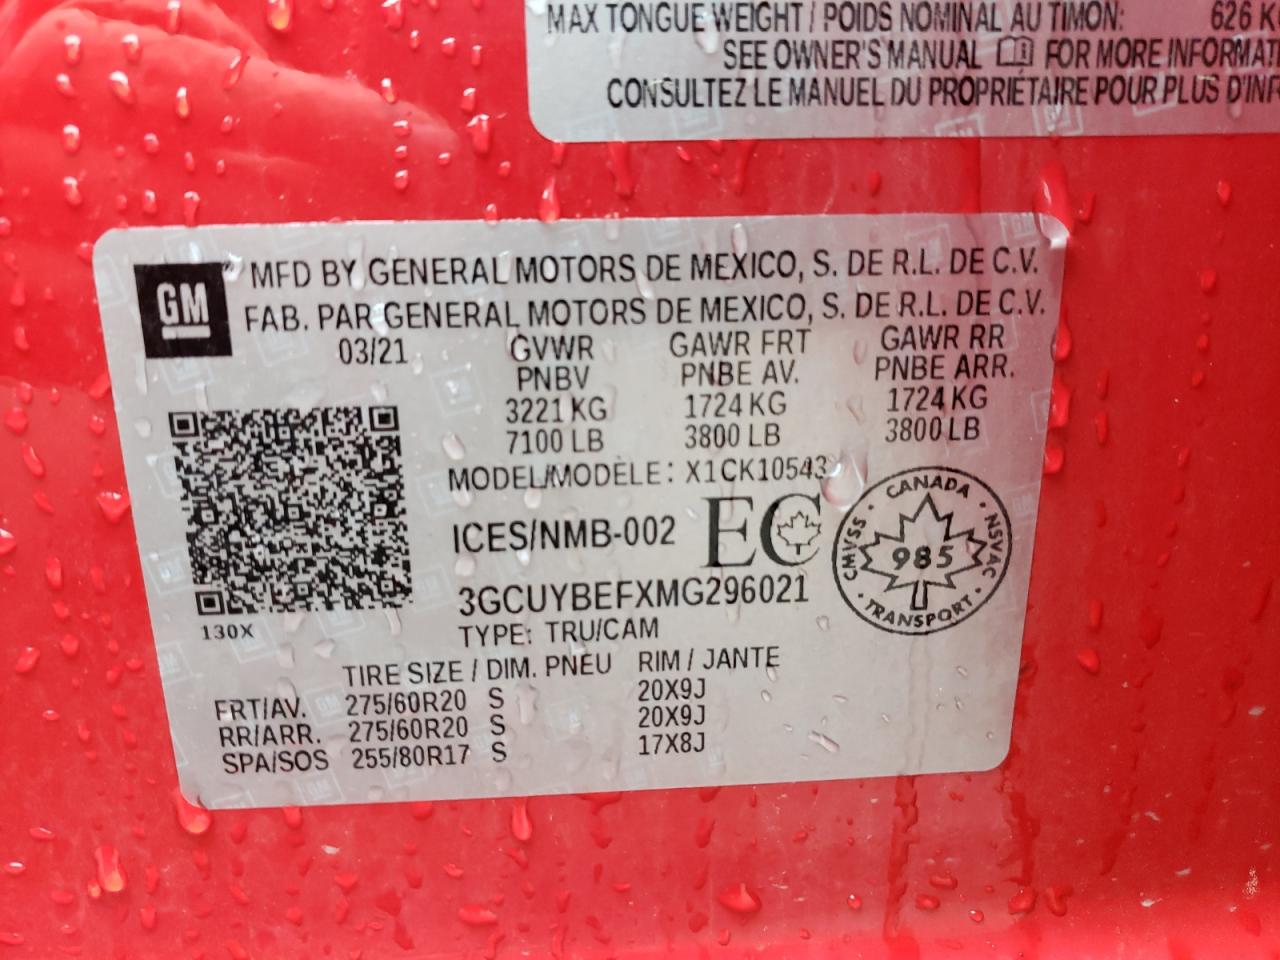 MAX TONGUE WEIGHT / POIDS NOMINAL AU TIMON: 626 K
SEE OWNER'S MANUAL FOR MORE INFORMATI
CONSULTEZ LE MANUEL DU PROPRIÉTAIRE POUR PLUS D'INF
GM
MFD BY GENERAL MOTORS DE MEXICO, S. DE R.L. DE C.V.
FAB. PAR GENERAL MOTORS DE MEXICO, S. DE R.L. DE C.V.
03/21 GVWR GAWR FRT GAWR RR
PNBV PNBE AV. PNBE ARR.
3221 KG 1724 KG 1724 KG
7100 LB 3800 LB 3800 LB
MODEL/MODÈLE: X1CK10543
ICES/NMB-002 EC
CANADA
CMVSS 985 NSVAC
TRANSPORT
3GCUYBEFXMG296021
130X
TYPE: TRU/CAM
TIRE SIZE / DIM. PNEU RIM / JANTE
FRT/AV. 275/60R20 S 20X9J
RR/ARR. 275/60R20 S 20X9J
SPA/SOS 255/80R17 S 17X8J